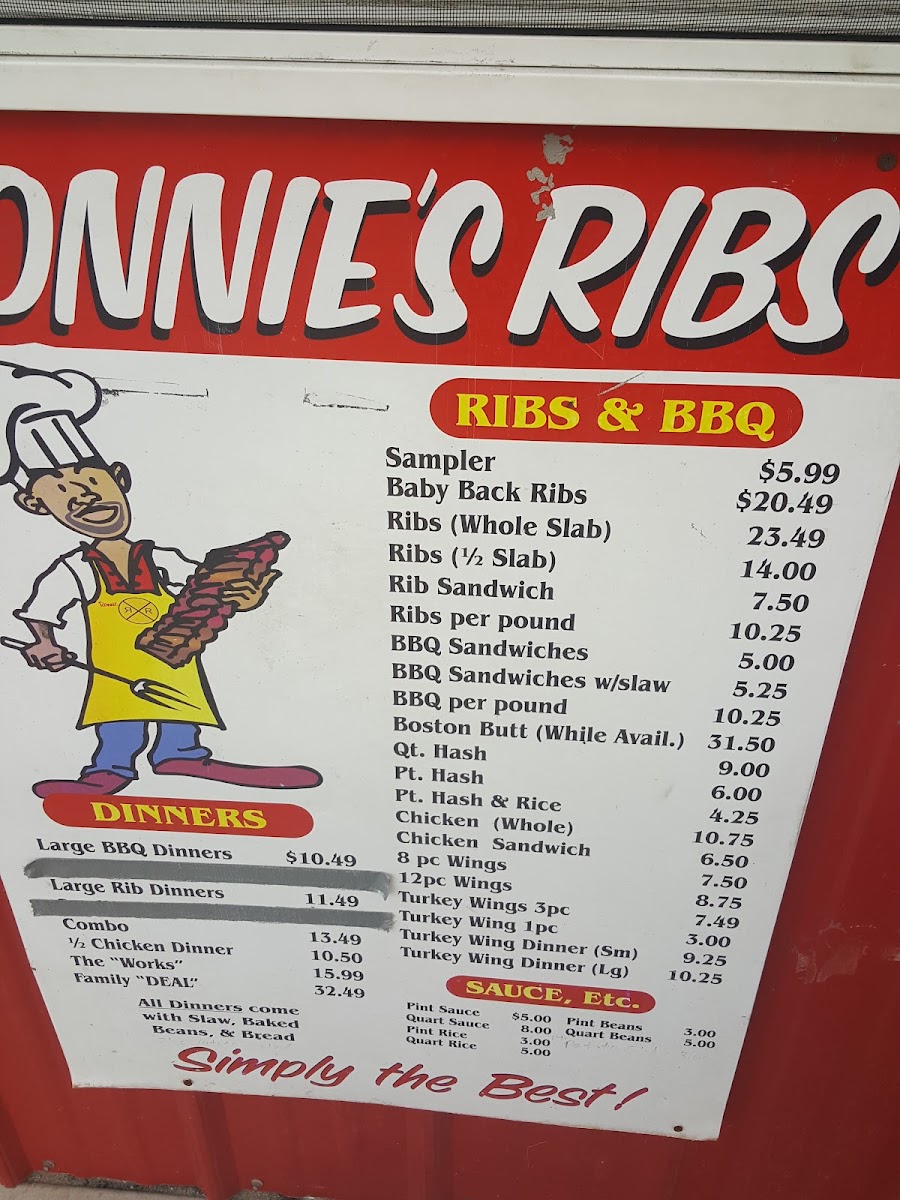 ONNIE'S RIBS
RIBS & BBQ
Sampler $5.99
Baby Back Ribs $20.49
Ribs (Whole Slab) 23.49
Ribs (½ Slab) 14.00
Rib Sandwich 7.50
Ribs per pound 10.25
BBQ Sandwiches 5.00
BBQ Sandwiches w/slaw 5.25
BBQ per pound 10.25
Boston Butt (While Avail.) 31.50
Qt. Hash 9.00
Pt. Hash 6.00
Pt. Hash & Rice 4.25
Chicken (Whole) 10.75
Chicken Sandwich 6.50
8 pc Wings 7.50
12pc Wings 8.75
Turkey Wings 3pc 7.49
Turkey Wing 1pc 3.00
Turkey Wing Dinner (Sm) 9.25
Turkey Wing Dinner (Lg) 10.25
R R
DINNERS
Large BBQ Dinners $10.49
Large Rib Dinners 11.49
Combo 13.49
½ Chicken Dinner 10.50
The "Works" 15.99
Family "DEAL" 32.49
All Dinners come
with Slaw, Baked
Beans, & Bread
SAUCE, Etc.
Pint Sauce $5.00
Quart Sauce 8.00
Pint Rice 3.00
Quart Rice 5.00
Pint Beans 3.00
Quart Beans 5.00
Simply the Best!